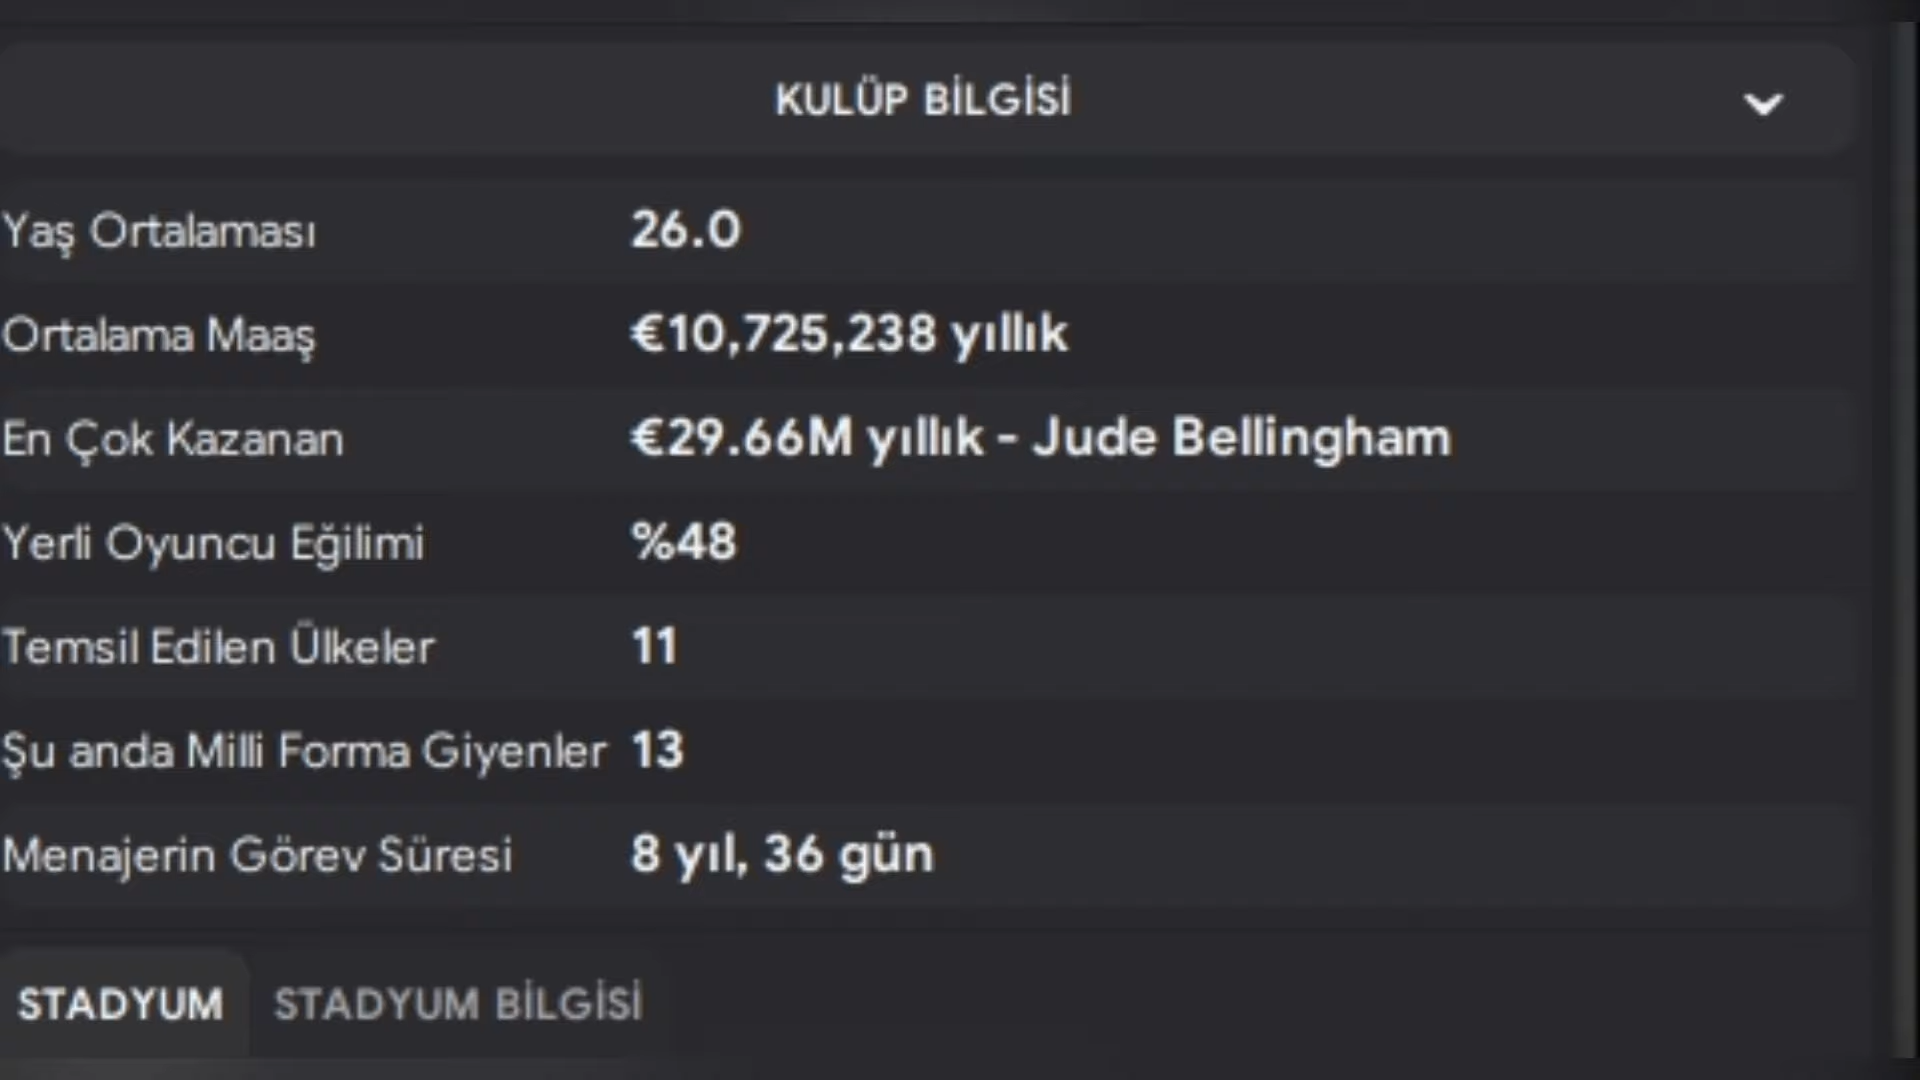 KULÜP BİLGİSİ
Yaş Ortalaması 26.0
Ortalama Maaş €10,725,238 yıllık
En Çok Kazanan €29.66M yıllık - Jude Bellingham
Yerli Oyuncu Eğilimi %48
Temsil Edilen Ülkeler 11
Şu anda Milli Forma Giyenler 13
Menajerin Görev Süresi 8 yıl, 36 gün
STADYUM STADYUM BİLGİSİ